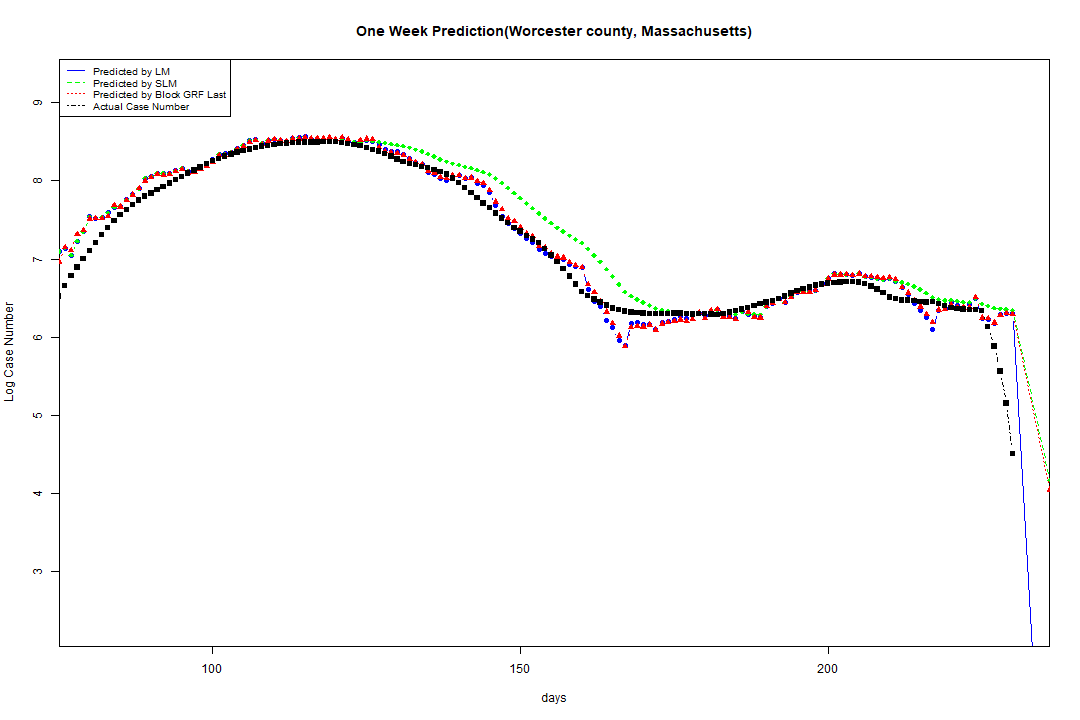 One Week Prediction(Worcester county, Massachusetts)
Predicted by LM
Predicted by SLM
Predicted by Block GRF Last
Actual Case Number
9
8
7
6
5
4
3
Log Case Number
100 150 200
days